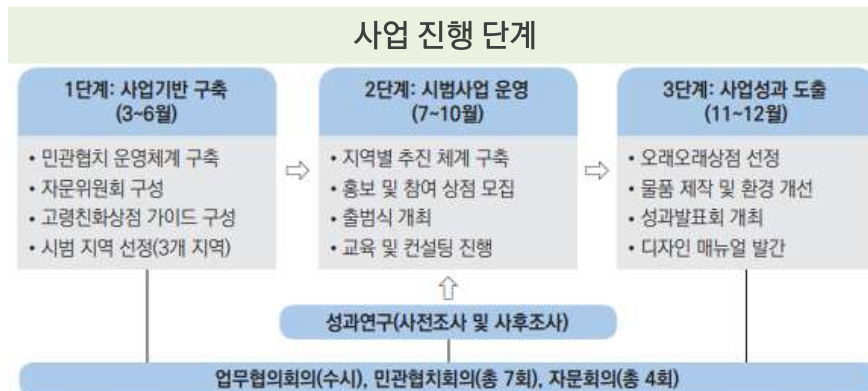 사업 진행 단계
1단계: 사업기반 구축
(3~6월)
• 민관협치 운영체계 구축
• 자문위원회 구성
• 고령친화상점 가이드 구성
• 시범 지역 선정(3개 지역)
2단계: 시범사업 운영
(7~10월)
• 지역별 추진 체계 구축
• 홍보 및 참여 상점 모집
• 출범식 개최
• 교육 및 컨설팅 진행
3단계: 사업성과 도출
(11~12월)
• 오래오래상점 선정
• 물품 제작 및 환경 개선
• 성과발표회 개최
• 디자인 매뉴얼 발간
성과연구(사전조사 및 사후조사)
업무협의회의(수시), 민관협치회의(총 7회), 자문회의(총 4회)